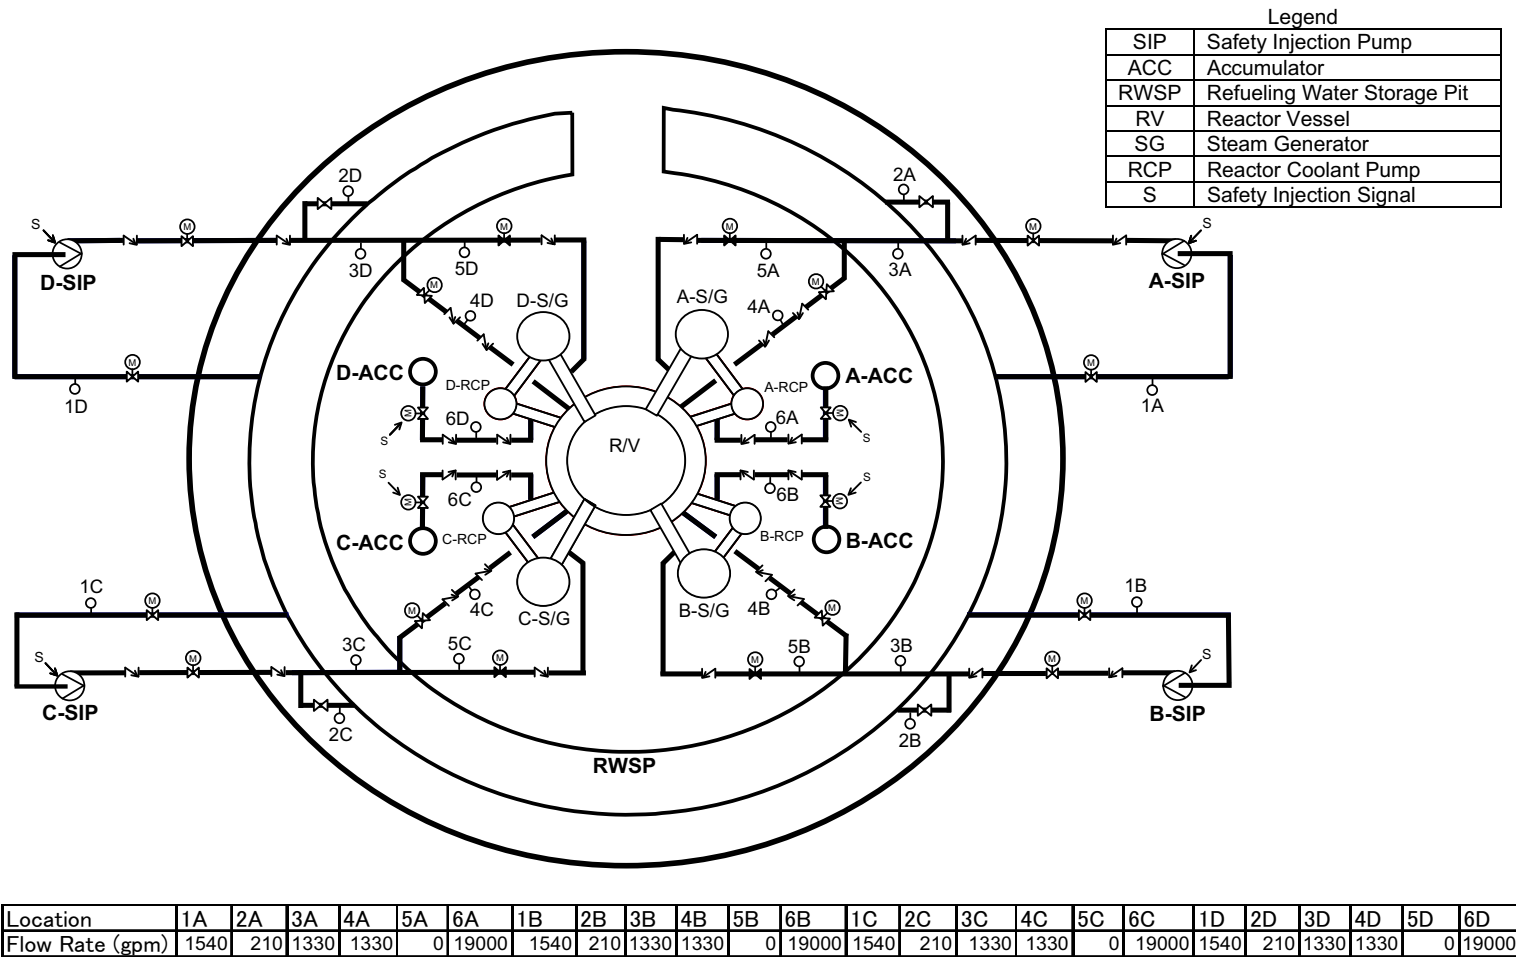 Legend
SIP Safety Injection Pump
ACC Accumulator
RWSP Refueling Water Storage Pit
RV Reactor Vessel
SG Steam Generator
RCP Reactor Coolant Pump
S Safety Injection Signal
2D 2A
S M M M M S
D-SIP 3D 5D 5A 3A A-SIP
M 4D D-S/G A-S/G 4A M
M D-ACC D-RCP A-RCP A-ACC M
1D 1A
M S 6D 6A M S
R/V
S M 6C 6B M S
C-ACC C-RCP B-RCP B-ACC
1C M M 1B
M 4C C-S/G B-S/G 4B M
S M 3C 5C M M 5B 3B M S
C-SIP B-SIP
2C 2B
RWSP
Location 1A 2A 3A 4A 5A 6A 1B 2B 3B 4B 5B 6B 1C 2C 3C 4C 5C 6C 1D 2D 3D 4D 5D 6D
Flow Rate (gpm) 1540 210 1330 1330 0 19000 1540 210 1330 1330 0 19000 1540 210 1330 1330 0 19000 1540 210 1330 1330 0 19000